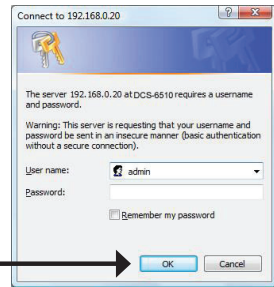 Connect to 192.168.0.20
The server 192.168.0.20 at DCS-6510 requires a username
and password.
Warning: This server is requesting that your username and
password be sent in an insecure manner (basic authentication
without a secure connection).
User name:
admin
Password:
Remember my password
OK
Cancel